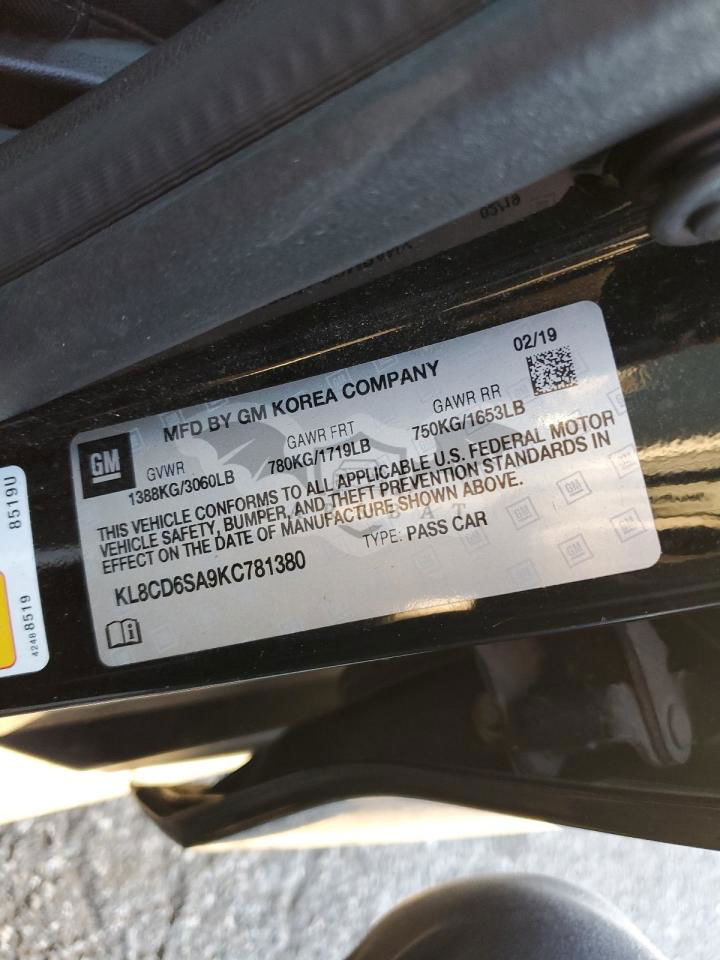 02/19
MFD BY GM KOREA COMPANY
GM
GVWR
GAWR FRT
GAWR RR
1388KG/3060LB
780KG/1719LB
750KG/1653LB
THIS VEHICLE CONFORMS TO ALL APPLICABLE U.S. FEDERAL MOTOR
VEHICLE SAFETY, BUMPER, AND THEFT PREVENTION STANDARDS IN
EFFECT ON THE DATE OF MANUFACTURE SHOWN ABOVE.
KL8CD6SA9KC781380
TYPE: PASS CAR
8519U
42488519